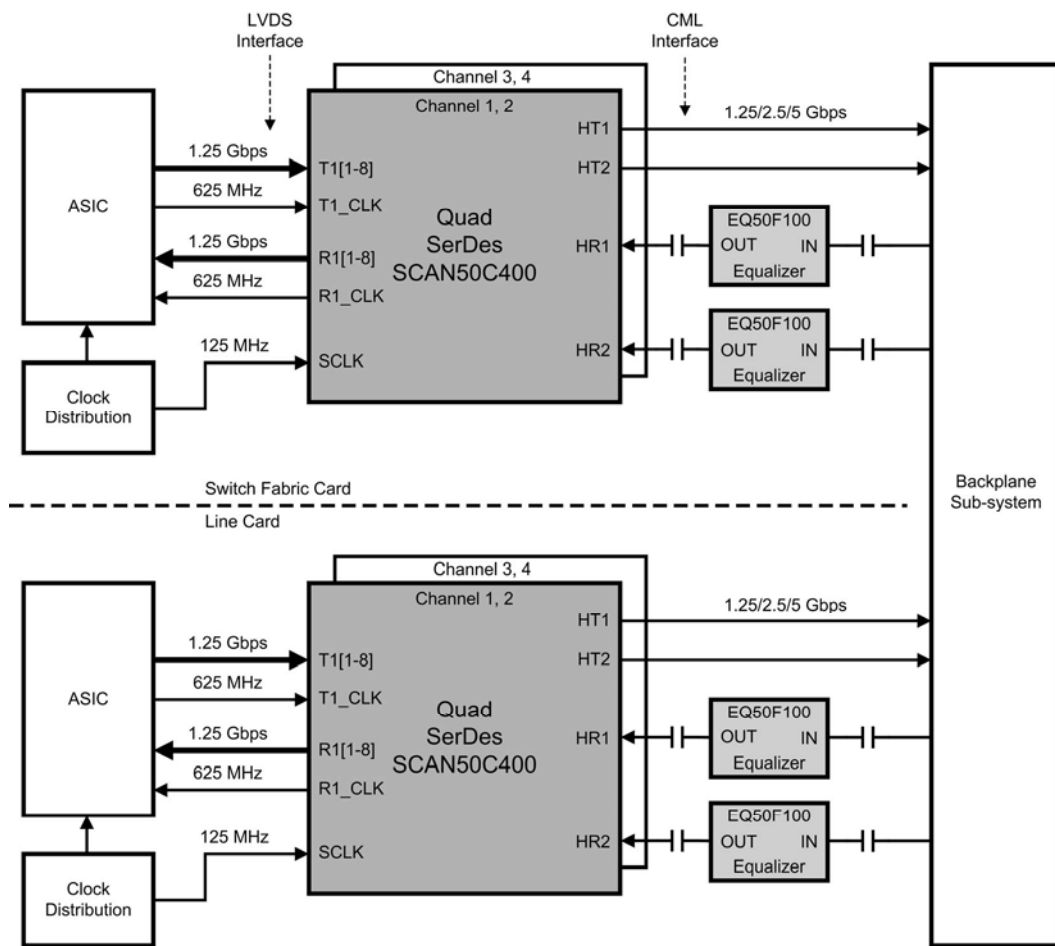 LVDS
Interface
CML
Interface
Channel 3, 4
Channel 1, 2
ASIC
1.25 Gbps
625 MHz
1.25 Gbps
625 MHz
125 MHz
Clock
Distribution
T1[1-8]
T1_CLK
R1[1-8]
R1_CLK
SCLK
Quad
SerDes
SCAN50C400
HT1
HT2
HR1
HR2
1.25/2.5/5 Gbps
EQ50F100
OUT IN
Equalizer
EQ50F100
OUT IN
Equalizer
Backplane
Sub-system
Switch Fabric Card
Line Card
Channel 3, 4
Channel 1, 2
ASIC
1.25 Gbps
625 MHz
1.25 Gbps
625 MHz
125 MHz
Clock
Distribution
T1[1-8]
T1_CLK
R1[1-8]
R1_CLK
SCLK
Quad
SerDes
SCAN50C400
HT1
HT2
HR1
HR2
1.25/2.5/5 Gbps
EQ50F100
OUT IN
Equalizer
EQ50F100
OUT IN
Equalizer